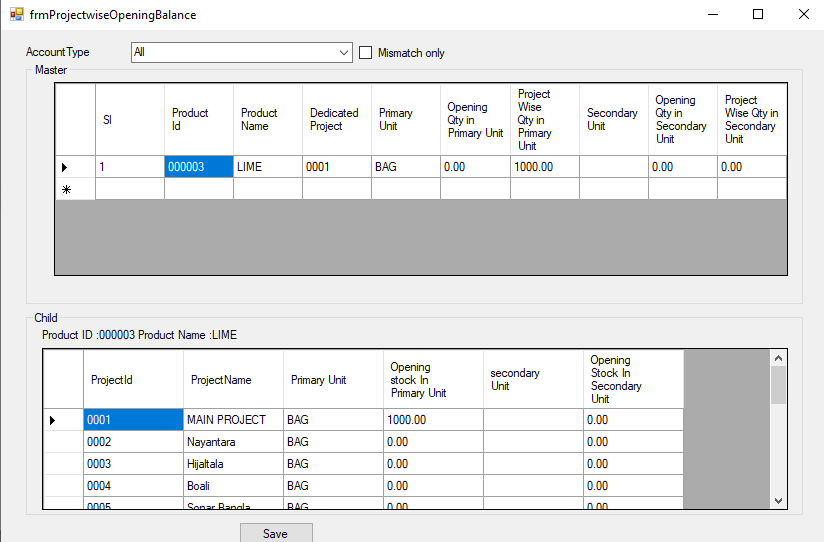 frmProjectwiseOpeningBalance
AccountType All Mismatch only
Master
Sl Product Id Product Name Dedicated Project Primary Unit Opening Qty in Primary Unit Project Wise Qty in Primary Unit Secondary Unit Opening Qty in Secondary Unit Project Wise Qty in Secondary Unit
1 000003 LIME 0001 BAG 0.00 1000.00 0.00 0.00
Child
Product ID :000003 Product Name :LIME
ProjectId ProjectName Primary Unit Opening stock In Primary Unit secondary Unit Opening Stock In Secondary Unit
0001 MAIN PROJECT BAG 1000.00 0.00
0002 Nayantara BAG 0.00 0.00
0003 Hijaltala BAG 0.00 0.00
0004 Boali BAG 0.00 0.00
0005 Sonar Bangla BAG 0.00 0.00
Save